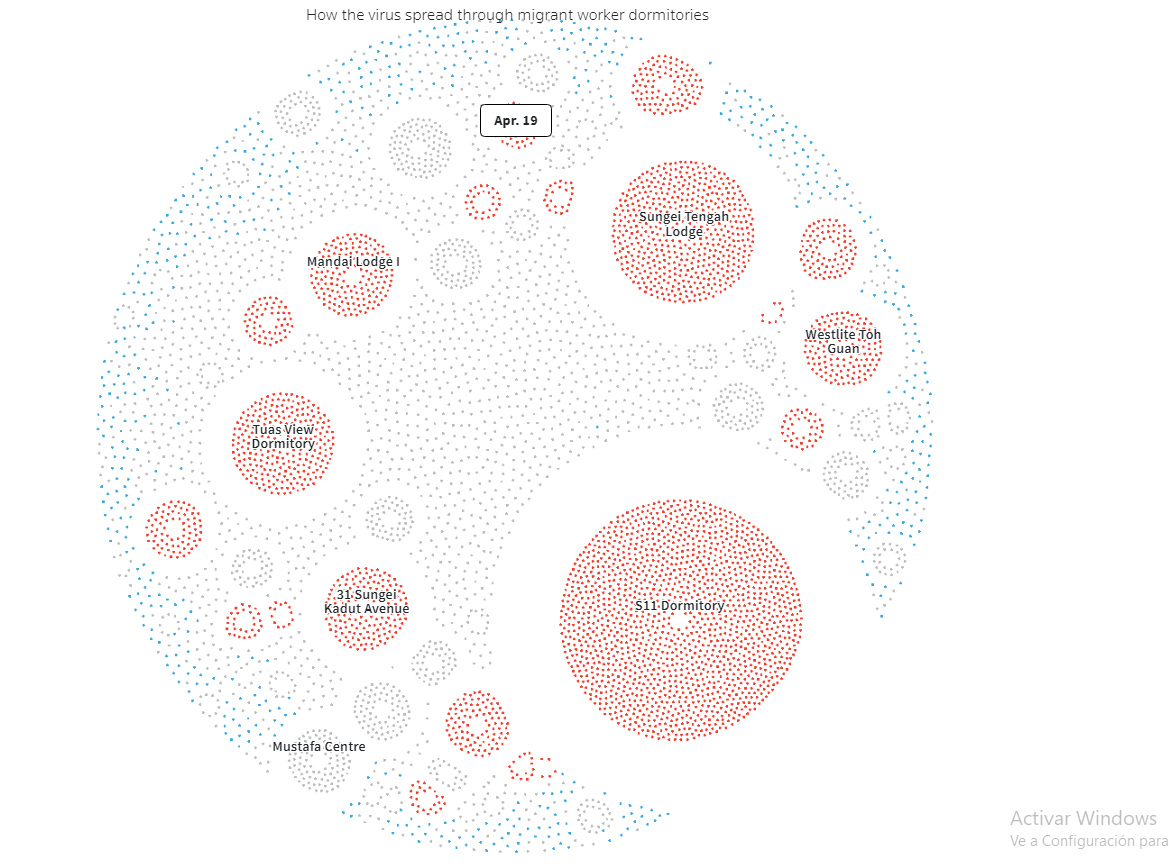 How the virus spread through migrant worker dormitories
Apr. 19
Sungei Tengah
Lodge
Mandai Lodge I
Westlite Toh
Guan
Tuas View
Dormitory
31 Sungei
Kadut Avenue
S11 Dormitory
Mustafa Centre
Activar Windows
Ve a Configuración para